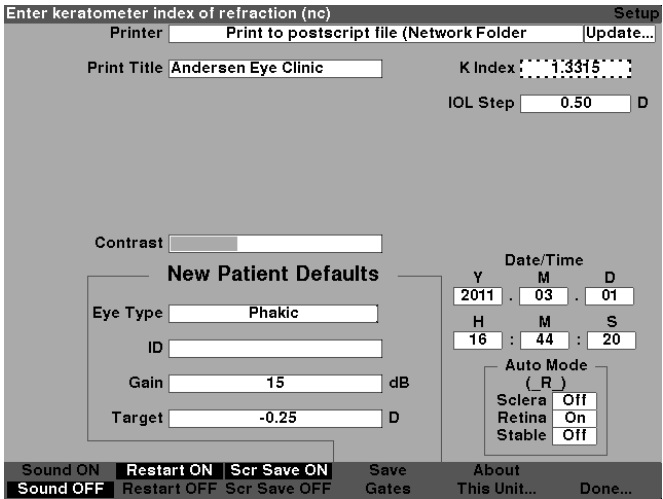 Enter keratometer index of refraction (nc) Setup
Printer Print to postscript file (Network Folder Update...
Print Title Andersen Eye Clinic K Index 1.3315
IOL Step 0.50 D
Contrast
Date/Time
New Patient Defaults Y M D
2011 . 03 . 01
Eye Type Phakic H M S
16 : 44 : 20
ID
Auto Mode
(_R_)
Gain 15 dB Sclera Off
Target -0.25 D Retina On
Stable Off
Sound ON Restart ON Scr Save ON Save About
Sound OFF Restart OFF Scr Save OFF Gates This Unit... Done...